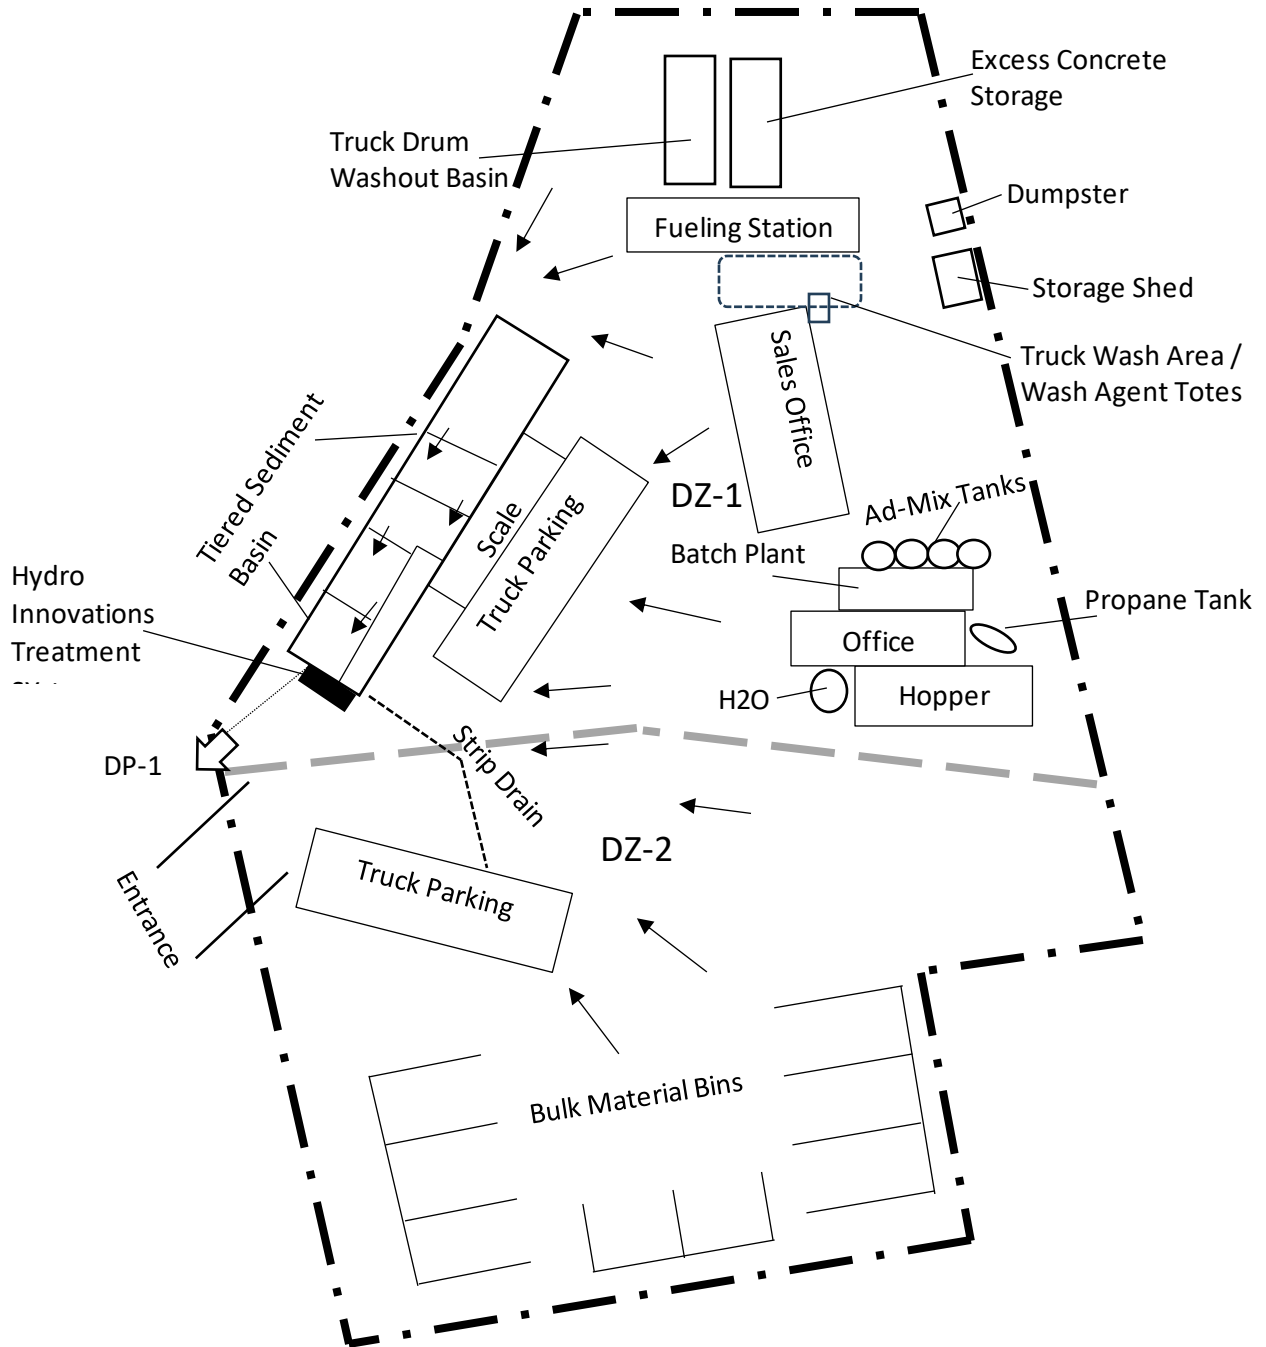 Excess Concrete
Storage
Truck Drum
Washout Basin
Dumpster
Fueling Station
Storage Shed
Sales Office
Truck Wash Area /
Wash Agent Totes
Tiered Sediment
Basin
Scale
Truck Parking
DZ-1
Ad-Mix Tanks
Batch Plant
Hydro
Innovations
Treatment
Propane Tank
Office
H2O
Hopper
DP-1
Strip Drain
DZ-2
Truck Parking
Entrance
Bulk Material Bins